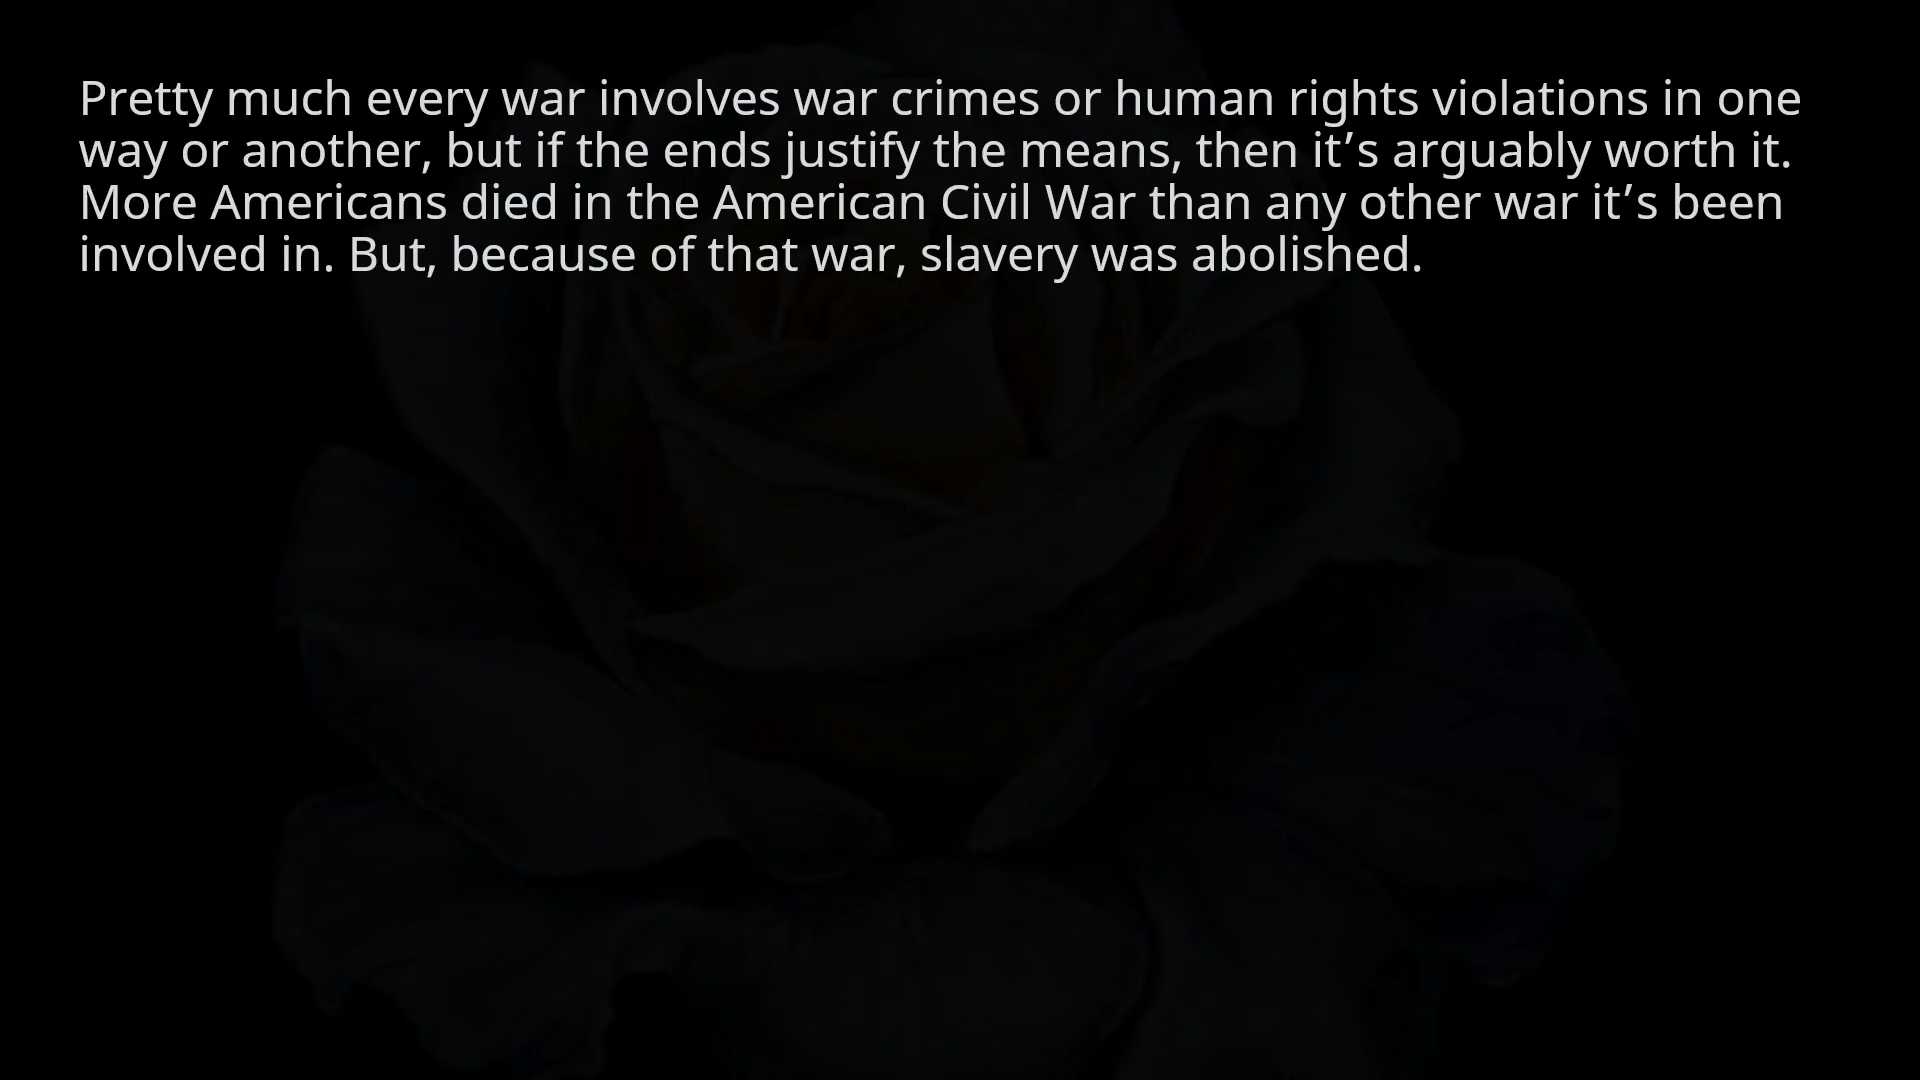 Pretty much every war involves war crimes or human rights violations in one
way or another, but if the ends justify the means, then it’s arguably worth it.
More Americans died in the American Civil War than any other war it’s been
involved in. But, because of that war, slavery was abolished.